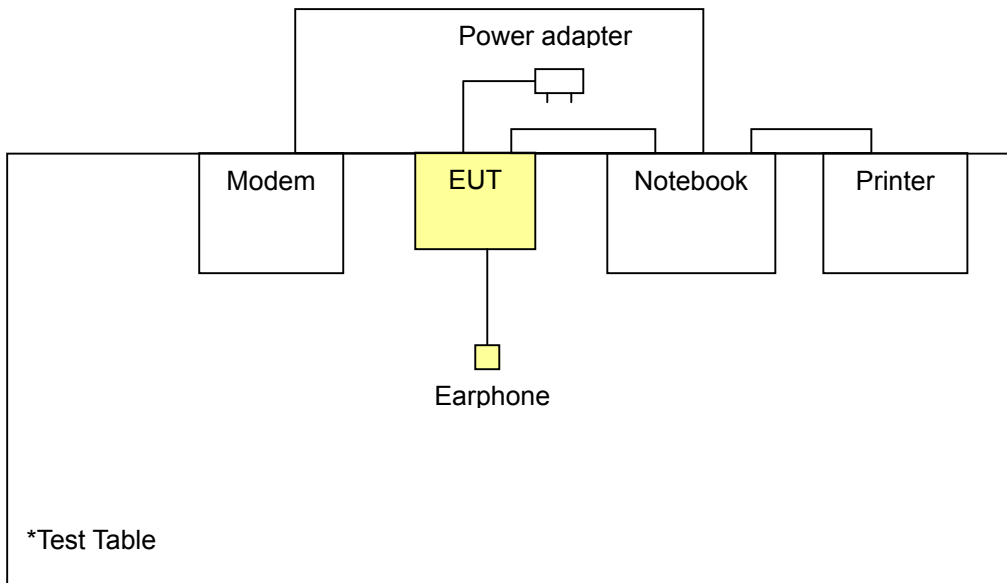 Power adapter
Modem
EUT
Notebook
Printer
Earphone
*Test Table